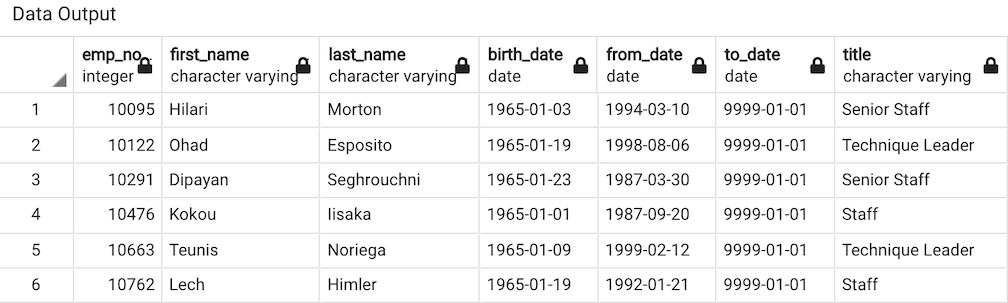 Data Output
emp_no first_name last_name birth_date from_date to_date title
integer character varying character varying date date date character varying
1 10095 Hilari Morton 1965-01-03 1994-03-10 9999-01-01 Senior Staff
2 10122 Ohad Esposito 1965-01-19 1998-08-06 9999-01-01 Technique Leader
3 10291 Dipayan Seghrouchni 1965-01-23 1987-03-30 9999-01-01 Senior Staff
4 10476 Kokou Iisaka 1965-01-01 1987-09-20 9999-01-01 Staff
5 10663 Teunis Noriega 1965-01-09 1999-02-12 9999-01-01 Technique Leader
6 10762 Lech Himler 1965-01-19 1992-01-21 9999-01-01 Staff